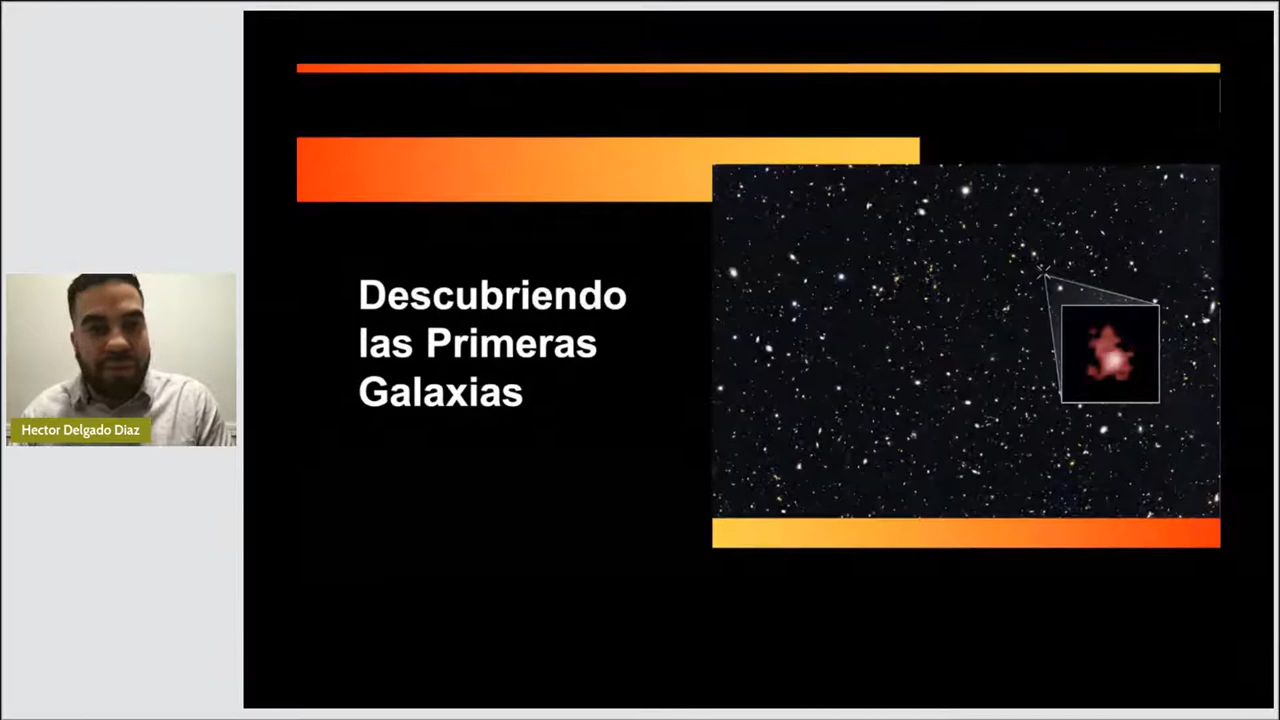 Descubriendo
las Primeras
Galaxias
Hector Delgado Diaz